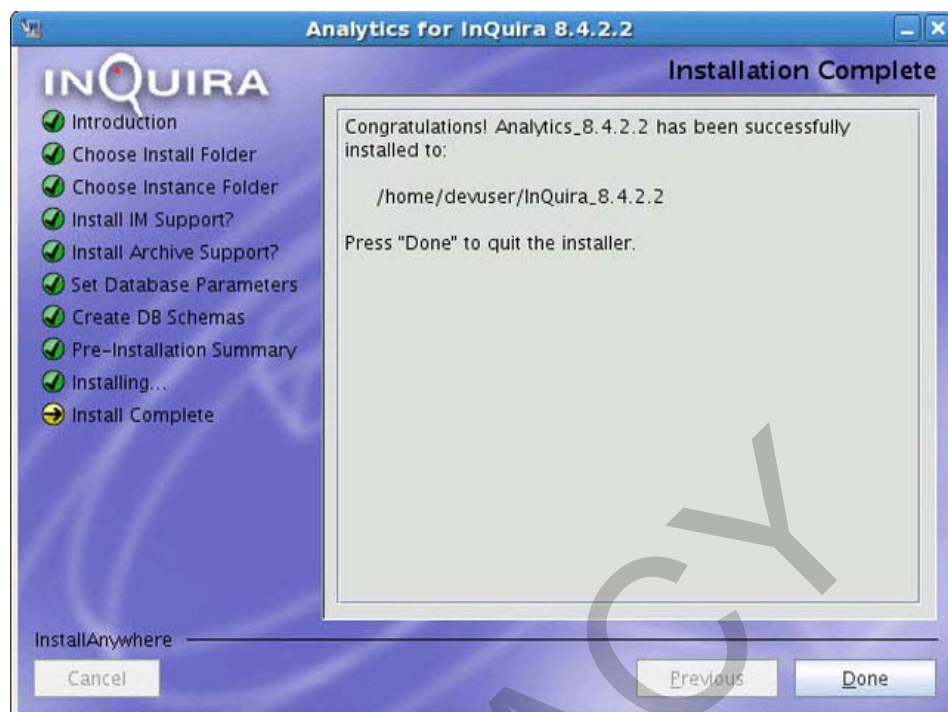 Analytics for InQuira 8.4.2.2
INQUIRA
Installation Complete
Introduction
Choose Install Folder
Choose Instance Folder
Install IM Support?
Install Archive Support?
Set Database Parameters
Create DB Schemas
Pre-Installation Summary
Installing...
Install Complete
Congratulations! Analytics_8.4.2.2 has been successfully
installed to:
/home/devuser/InQuira_8.4.2.2
Press "Done" to quit the installer.
InstallAnywhere
Cancel
Previous
Done
ACY